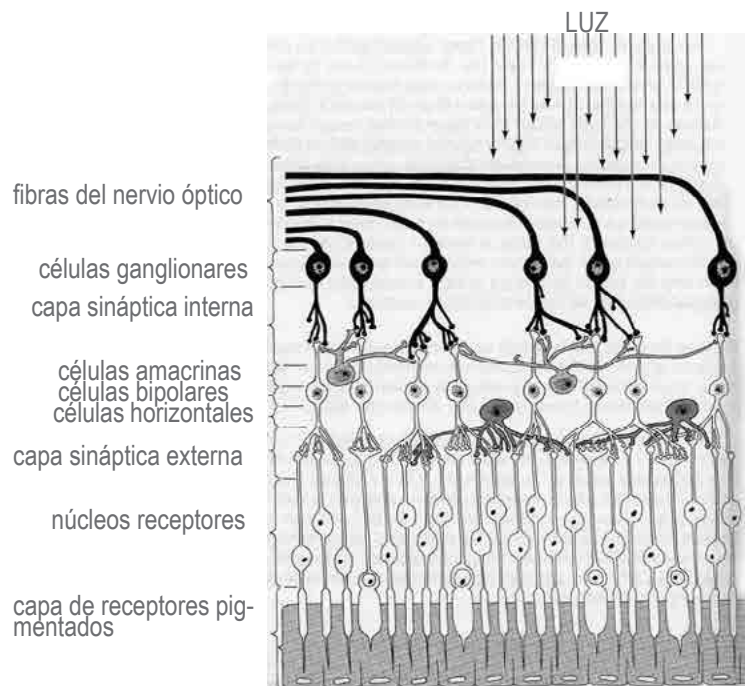 LUZ
fibras del nervio óptico
células ganglionares
capa sináptica interna
células amacrinas
células bipolares
células horizontales
capa sináptica externa
núcleos receptores
capa de receptores pig-
mentados